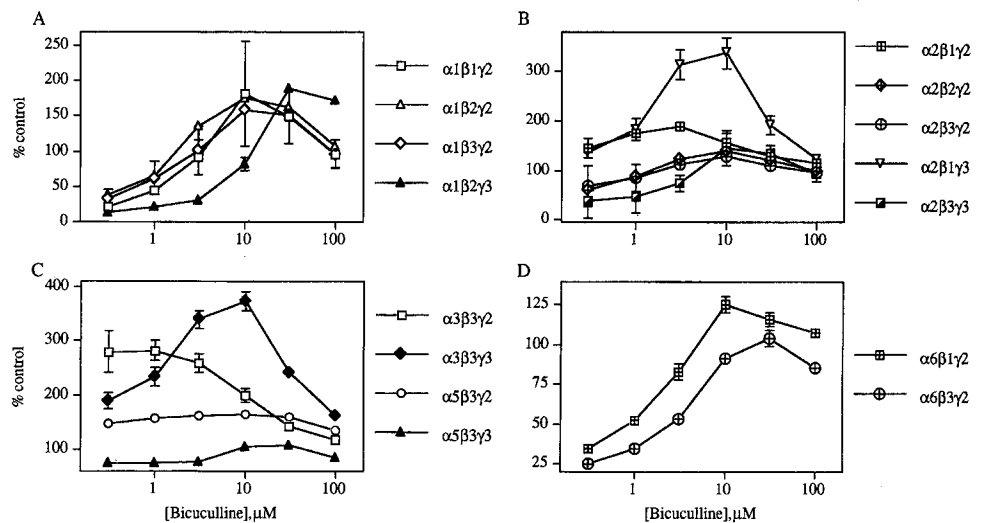 A
% control
250
200
150
100
50
0
1
10
100
α1β1γ2
α1β2γ2
α1β3γ2
α1β2γ3
B
300
200
100
0
1
10
100
α2β1γ2
α2β2γ2
α2β3γ2
α2β1γ3
α2β3γ3
C
% control
400
300
200
100
1
10
100
[Bicuculline],μM
α3β3γ2
α3β3γ3
α5β3γ2
α5β3γ3
D
125
100
75
50
25
1
10
100
[Bicuculline],μM
α6β1γ2
α6β3γ2